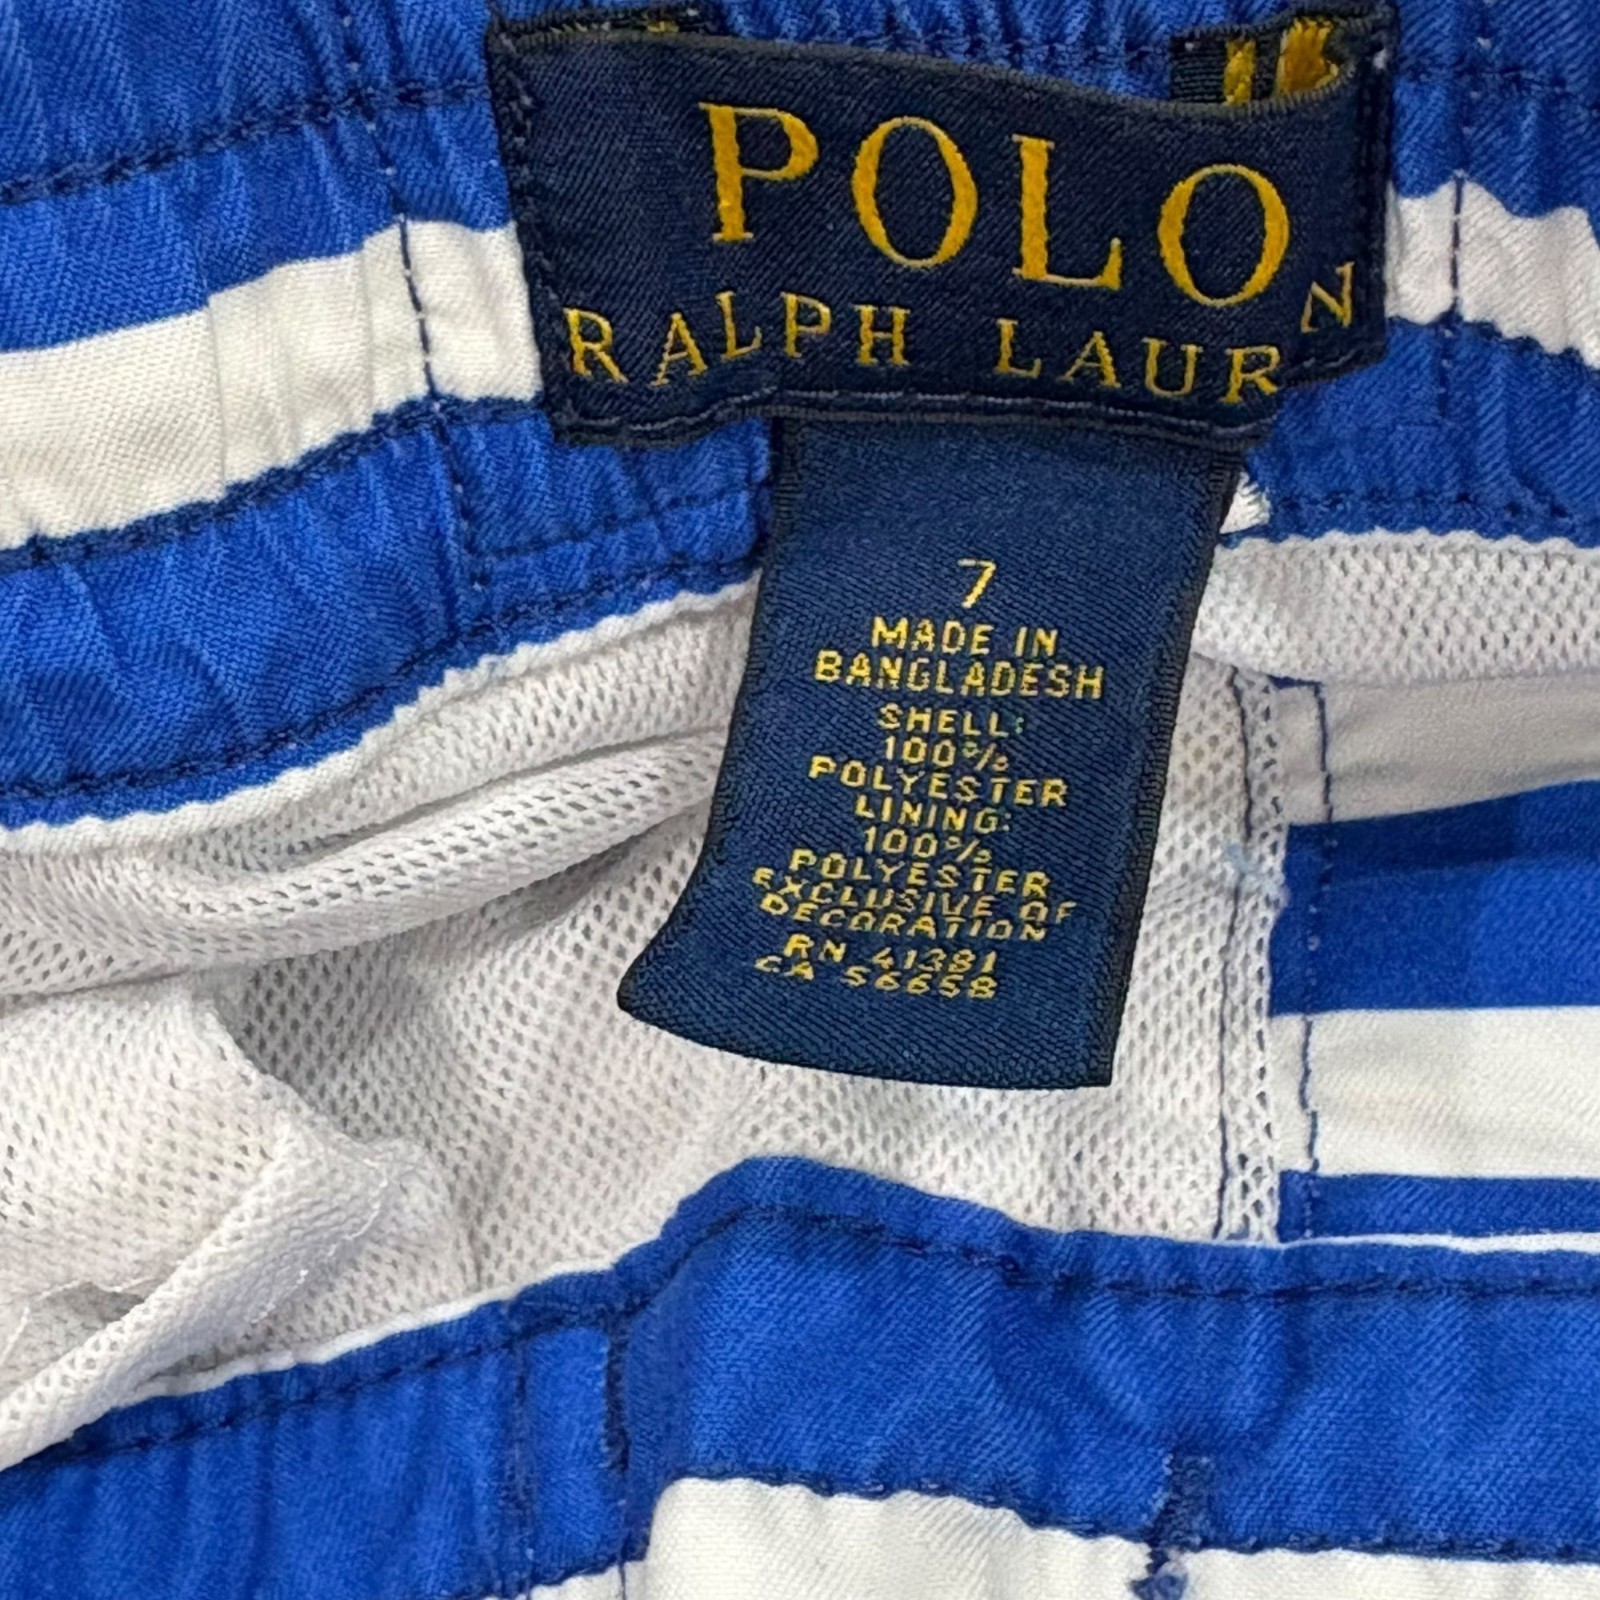 POLO
RALPH LAUREN
7
MADE IN
BANGLADESH
SHELL:
100%
POLYESTER
LINING:
100%
POLYESTER
EXCLUSIVE OF
DECORATION
RN 41381
CA 56658